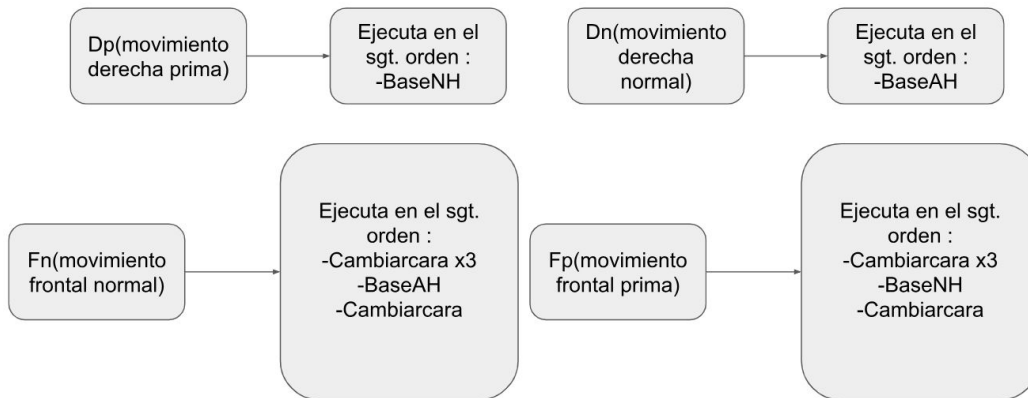 Dp(movimiento
derecha prima)
Ejecuta en el
sgt. orden :
-BaseNH
Dn(movimiento
derecha
normal)
Ejecuta en el
sgt. orden :
-BaseAH
Fn(movimiento
frontal normal)
Ejecuta en el sgt.
orden :
-Cambiarcara x3
-BaseAH
-Cambiarcara
Fp(movimiento
frontal prima)
Ejecuta en el sgt.
orden :
-Cambiarcara x3
-BaseNH
-Cambiarcara